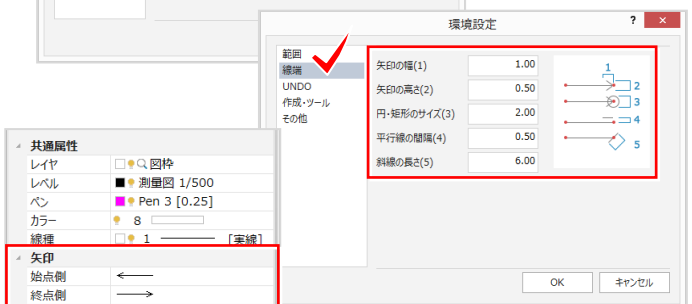 環境設定
? ×
範囲
線端
UNDO
作成・ツール
その他
矢印の幅(1) 1.00
矢印の高さ(2) 0.50
円・矩形のサイズ(3) 2.00
平行線の間隔(4) 0.50
斜線の長さ(5) 6.00
1
2
3
4
5
OK キャンセル
共通属性
レイヤ 図枠
レベル 測量図 1/500
ペン Pen 3 [0.25]
カラー 8
線種 1 [実線]
矢印
始点側
終点側